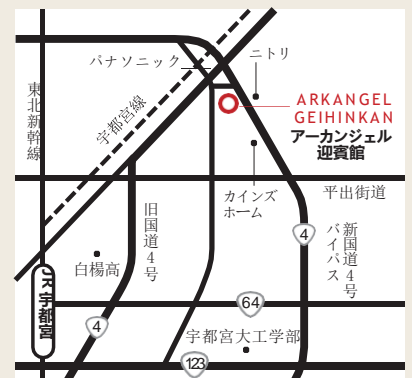 パナソニック
ニトリ
東北新幹線
宇都宮線
ARKANGEL
GEIHINKAN
アーカンジェル
迎賓館
カインズ
ホーム
平出街道
旧国道4号
4
新国道4号
バイパス
白楊高
JR宇都宮
64
4
宇都宮大工学部
123